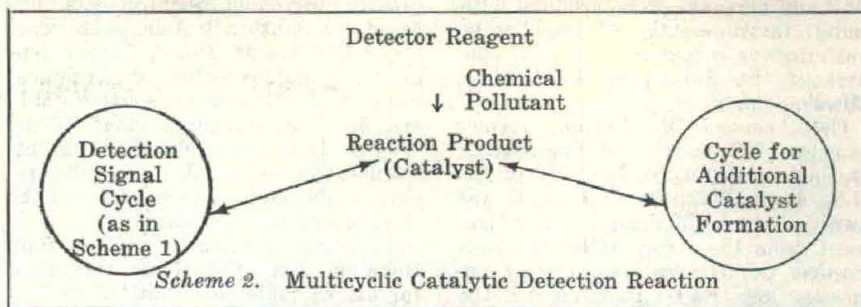 Detector Reagent
Chemical
Pollutant
Detection
Signal
Cycle
(as in
Scheme 1)
Reaction Product
(Catalyst)
Cycle for
Additional
Catalyst
Formation
Scheme 2. Multicyclic Catalytic Detection Reaction